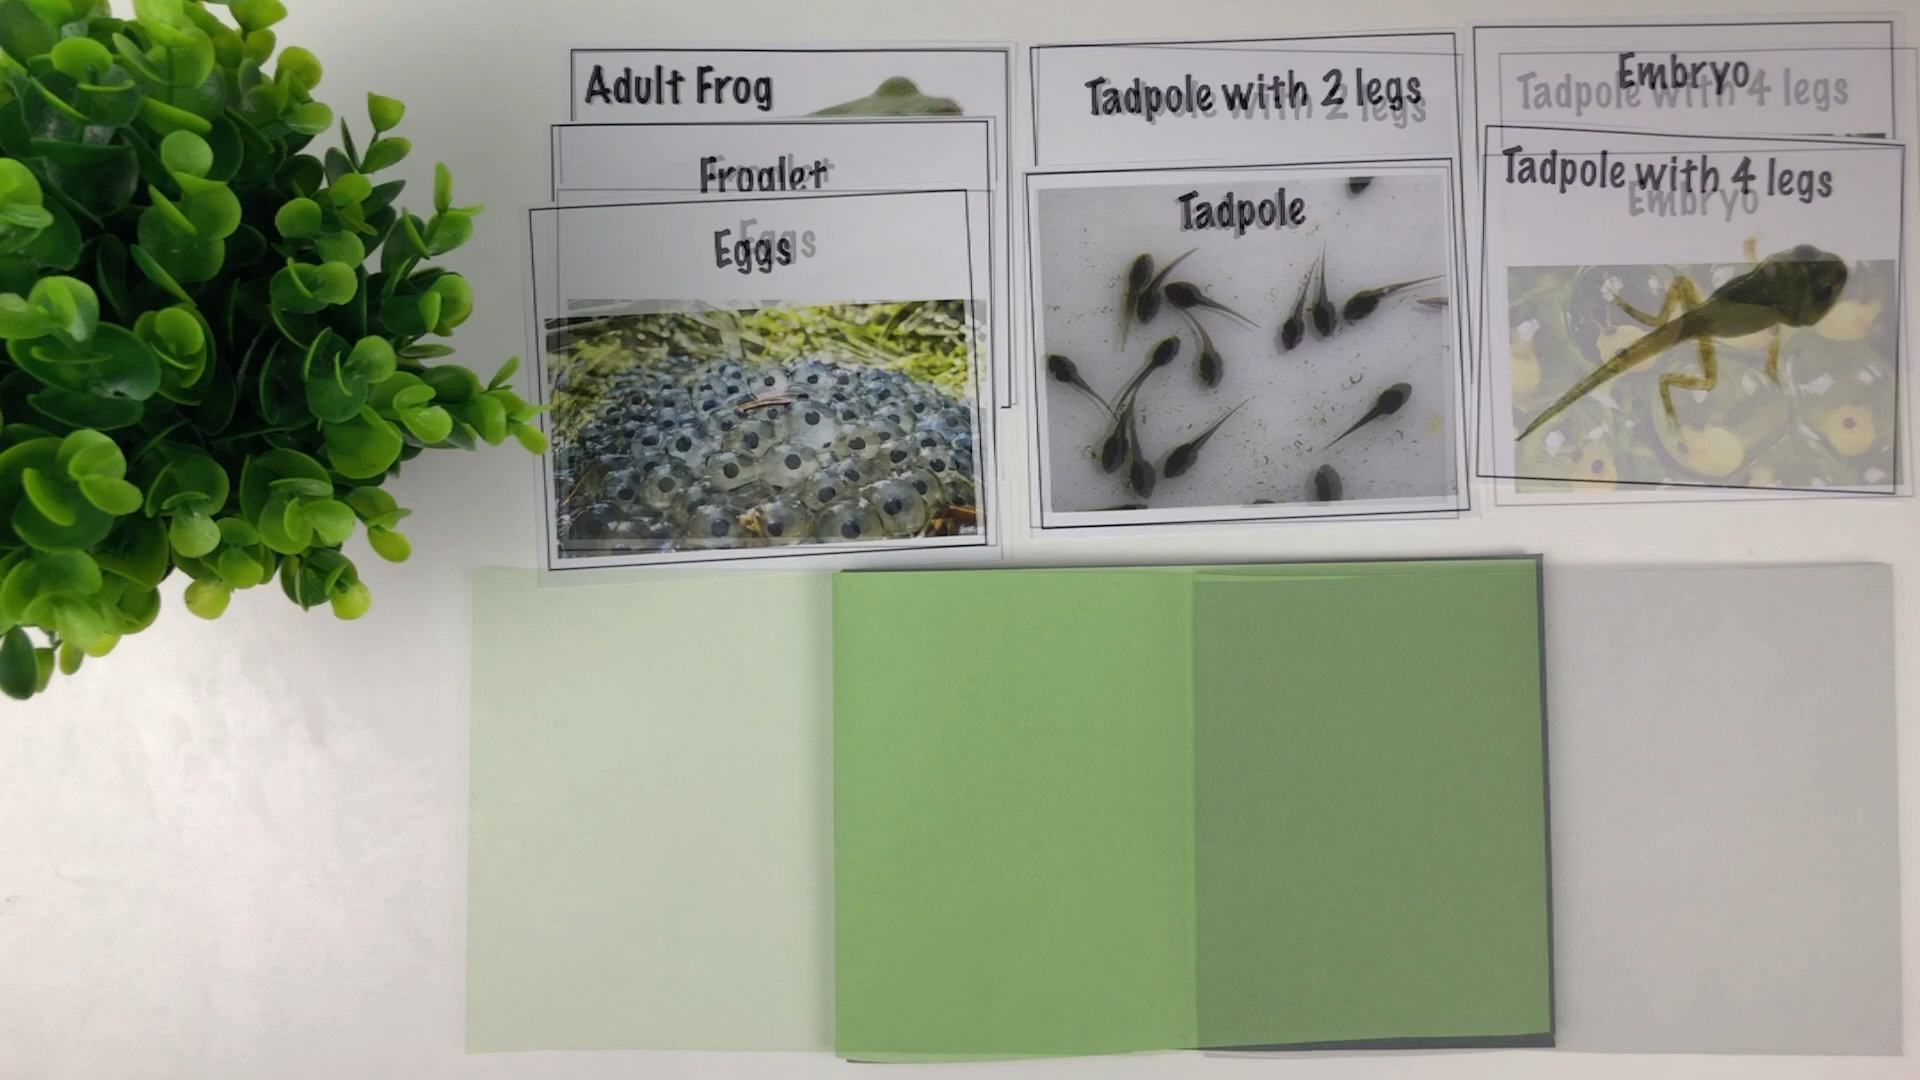 Adult Frog
Froglet
Eggs
Tadpole with 2 legs
Tadpole
Embryo
Tadpole with 4 legs
Tadpole with 4 legs
Embryo